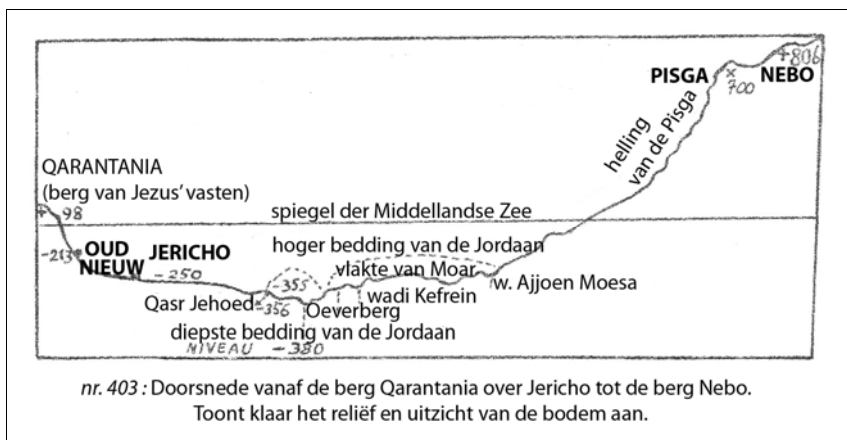 +806
PISGA × NEBO
700
helling
van de Pisga
QARANTANIA
(berg van Jezus' vasten)
+ 98
spiegel der Middellandse Zee
-213 OUD JERICHO
NIEUW
-250
hoger bedding van de Jordaan
-355
vlakte van Moar
w. Ajjoen Moesa
wadi Kefrein
Qasr Jehoed
-356
Oeverberg
diepste bedding van de Jordaan
NIVEAU -380
nr. 403 : Doorsnede vanaf de berg Qarantania over Jericho tot de berg Nebo.
Toont klaar het reliëf en uitzicht van de bodem aan.